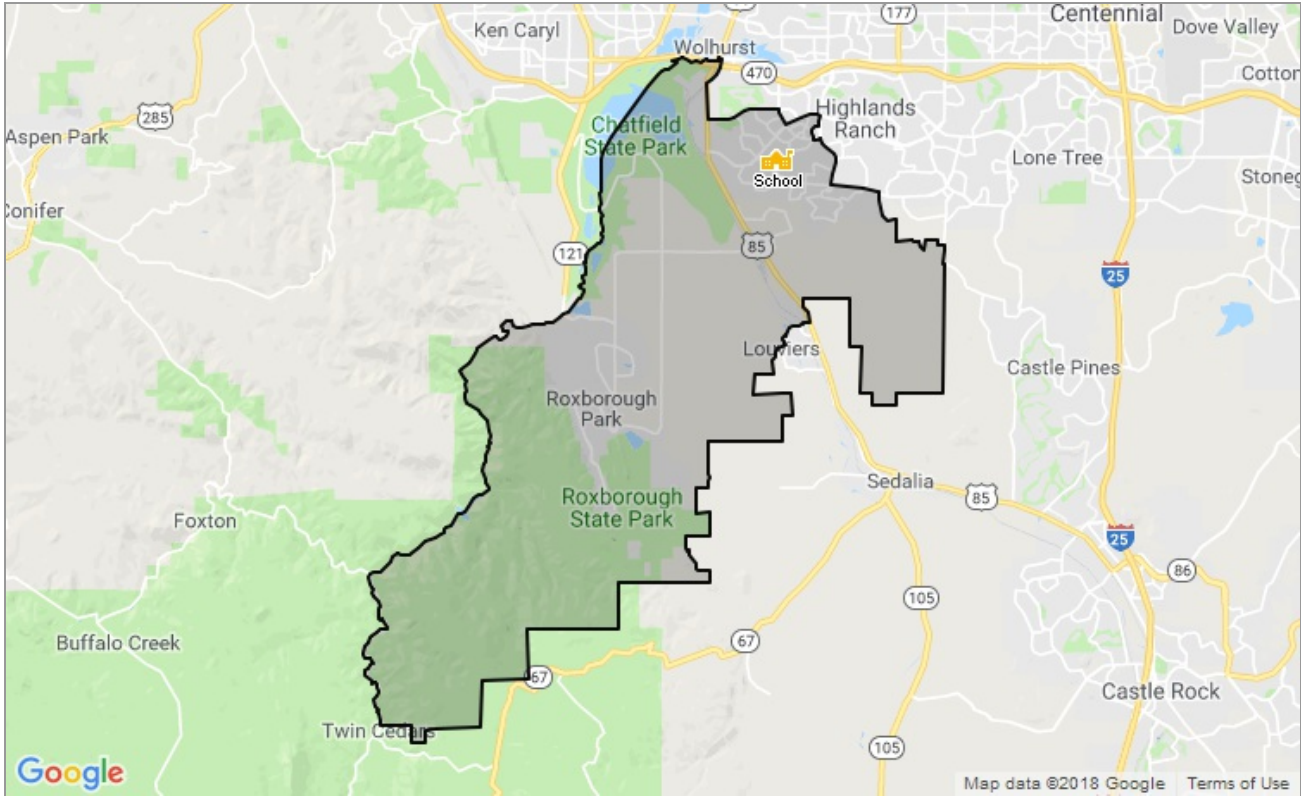 177
Centennial
Dove Valley
Ken Caryl
Wolhurst
470
Cotton
285
Aspen Park
Chatfield
State Park
Highlands
Ranch
Lone Tree
School
Stoneg
Conifer
121
85
25
Louviers
Castle Pines
Roxborough
Park
Sedalia
85
Roxborough
State Park
Foxton
25
86
105
Buffalo Creek
67
67
Castle Rock
Twin Cedars
105
Google
Map data ©2018 Google
Terms of Use